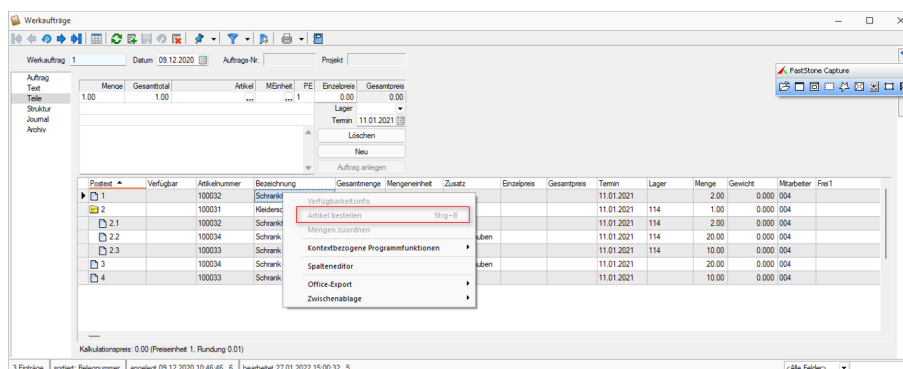 Werkaufträge
Werkauftrag 1 Datum 09.12.2020 Auftrags-Nr. Projekt
FastStone Capture
Auftrag
Text
Teile
Struktur
Journal
Archiv
Menge Gesamttotal Artikel MEinheit PE Einzelpreis Gesamtpreis
1.00 1.00 ... ... 1 0.00 0.00
Lager
Termin 11.01.2021
Löschen
Neu
Auftrag anlegen
Postext Verfügbar Artikelnummer Bezeichnung Gesamtmenge Mengeneinheit Zusatz Einzelpreis Gesamtpreis Termin Lager Menge Gewicht Mitarbeiter Frei1
1 100032 11.01.2021 2.00 0.000 004
2 100031 11.01.2021 114 1.00 0.000 004
2.1 100032 11.01.2021 114 2.00 0.000 004
2.2 100034 Schrank uben 11.01.2021 114 20.00 0.000 004
2.3 100033 Schrank 11.01.2021 114 10.00 0.000 004
3 100034 Schrank uben 11.01.2021 20.00 0.000 004
4 100033 Schrank 11.01.2021 10.00 0.000 004
Verfügbarkeitsinfo
Artikel bestellen Strg+B
Mengen zuordnen
Kontextbezogene Programmfunktionen
Spalteneditor
Office-Export
Zwischenablage
Kalkulationspreis: 0.00 (Preiseinheit 1, Rundung 0.01)
3 Einträge sortiert: Belegnummer angelegt 09.12.2020 10:46:46 6 bearbeitet 27.01.2022 15:00:32 5 <Alle Felder>